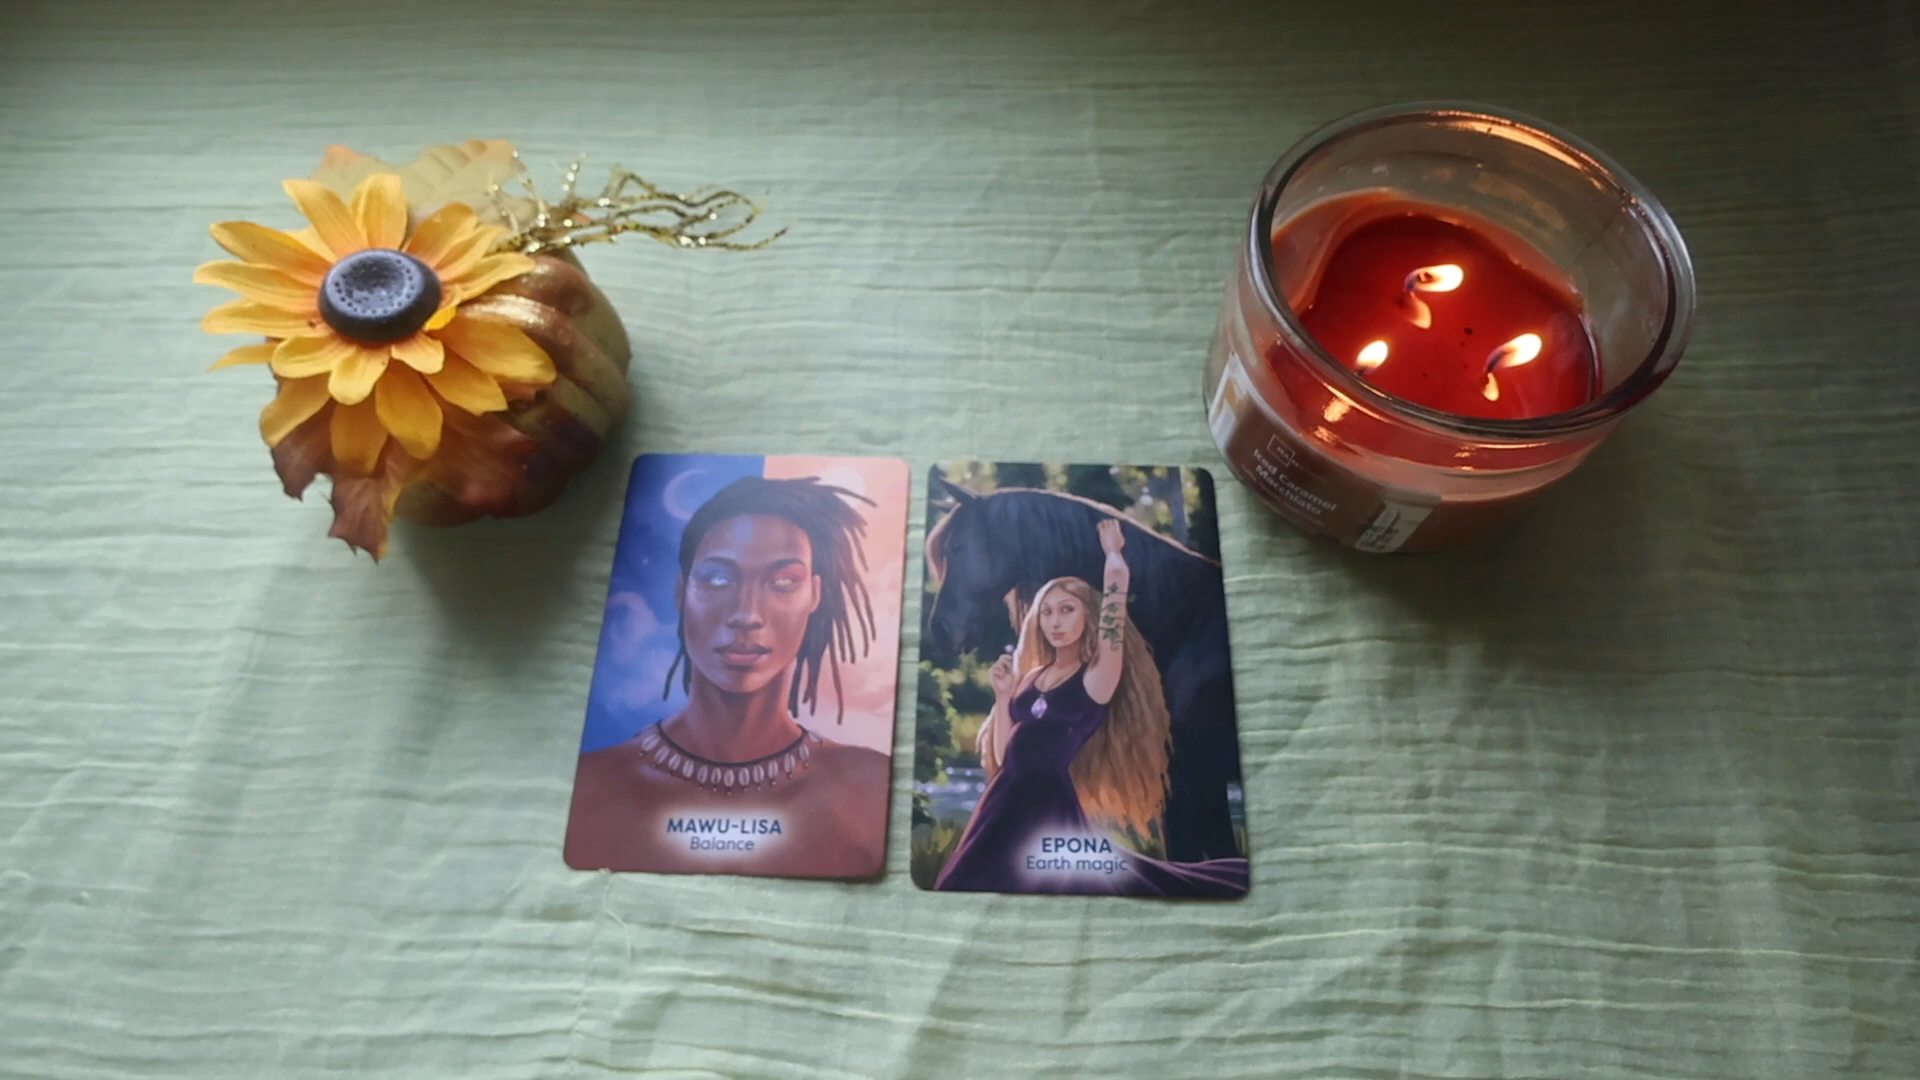 MAWU-LISA
Balance
EPONA
Earth magic
Iced Caramel
Macchiato